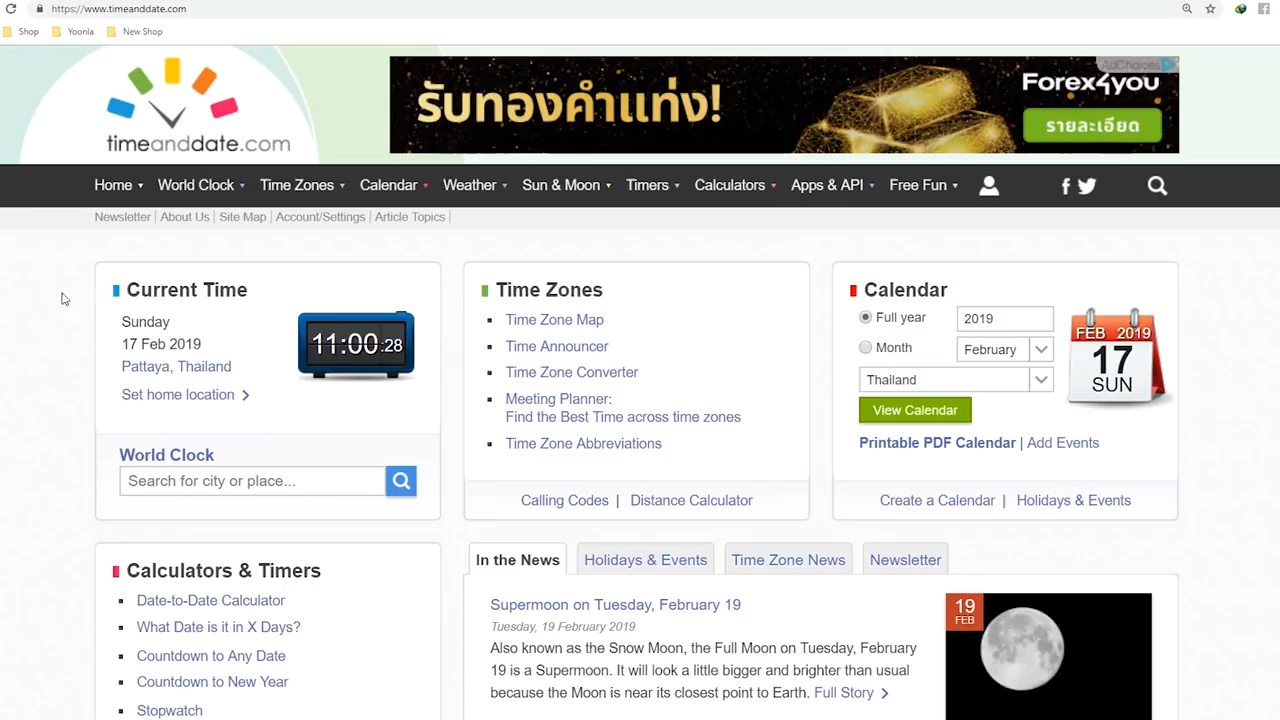 https://www.timeanddate.com
Shop Yoonla New Shop
timeanddate.com
AdChoices
รับทองคำแท่ง!
Forex4you
รายละเอียด
Home World Clock Time Zones Calendar Weather Sun & Moon Timers Calculators Apps & API Free Fun
Newsletter | About Us | Site Map | Account/Settings | Article Topics |
Current Time
Sunday
17 Feb 2019
Pattaya, Thailand
Set home location
11:00:28
World Clock
Search for city or place...
Time Zones
Time Zone Map
Time Announcer
Time Zone Converter
Meeting Planner:
Find the Best Time across time zones
Time Zone Abbreviations
Calling Codes | Distance Calculator
Calendar
Full year 2019
Month February
Thailand
View Calendar
FEB 2019
17
SUN
Printable PDF Calendar | Add Events
Create a Calendar | Holidays & Events
Calculators & Timers
Date-to-Date Calculator
What Date is it in X Days?
Countdown to Any Date
Countdown to New Year
Stopwatch
In the News Holidays & Events Time Zone News Newsletter
Supermoon on Tuesday, February 19
Tuesday, 19 February 2019
Also known as the Snow Moon, the Full Moon on Tuesday, February
19 is a Supermoon. It will look a little bigger and brighter than usual
because the Moon is near its closest point to Earth. Full Story
19
FEB